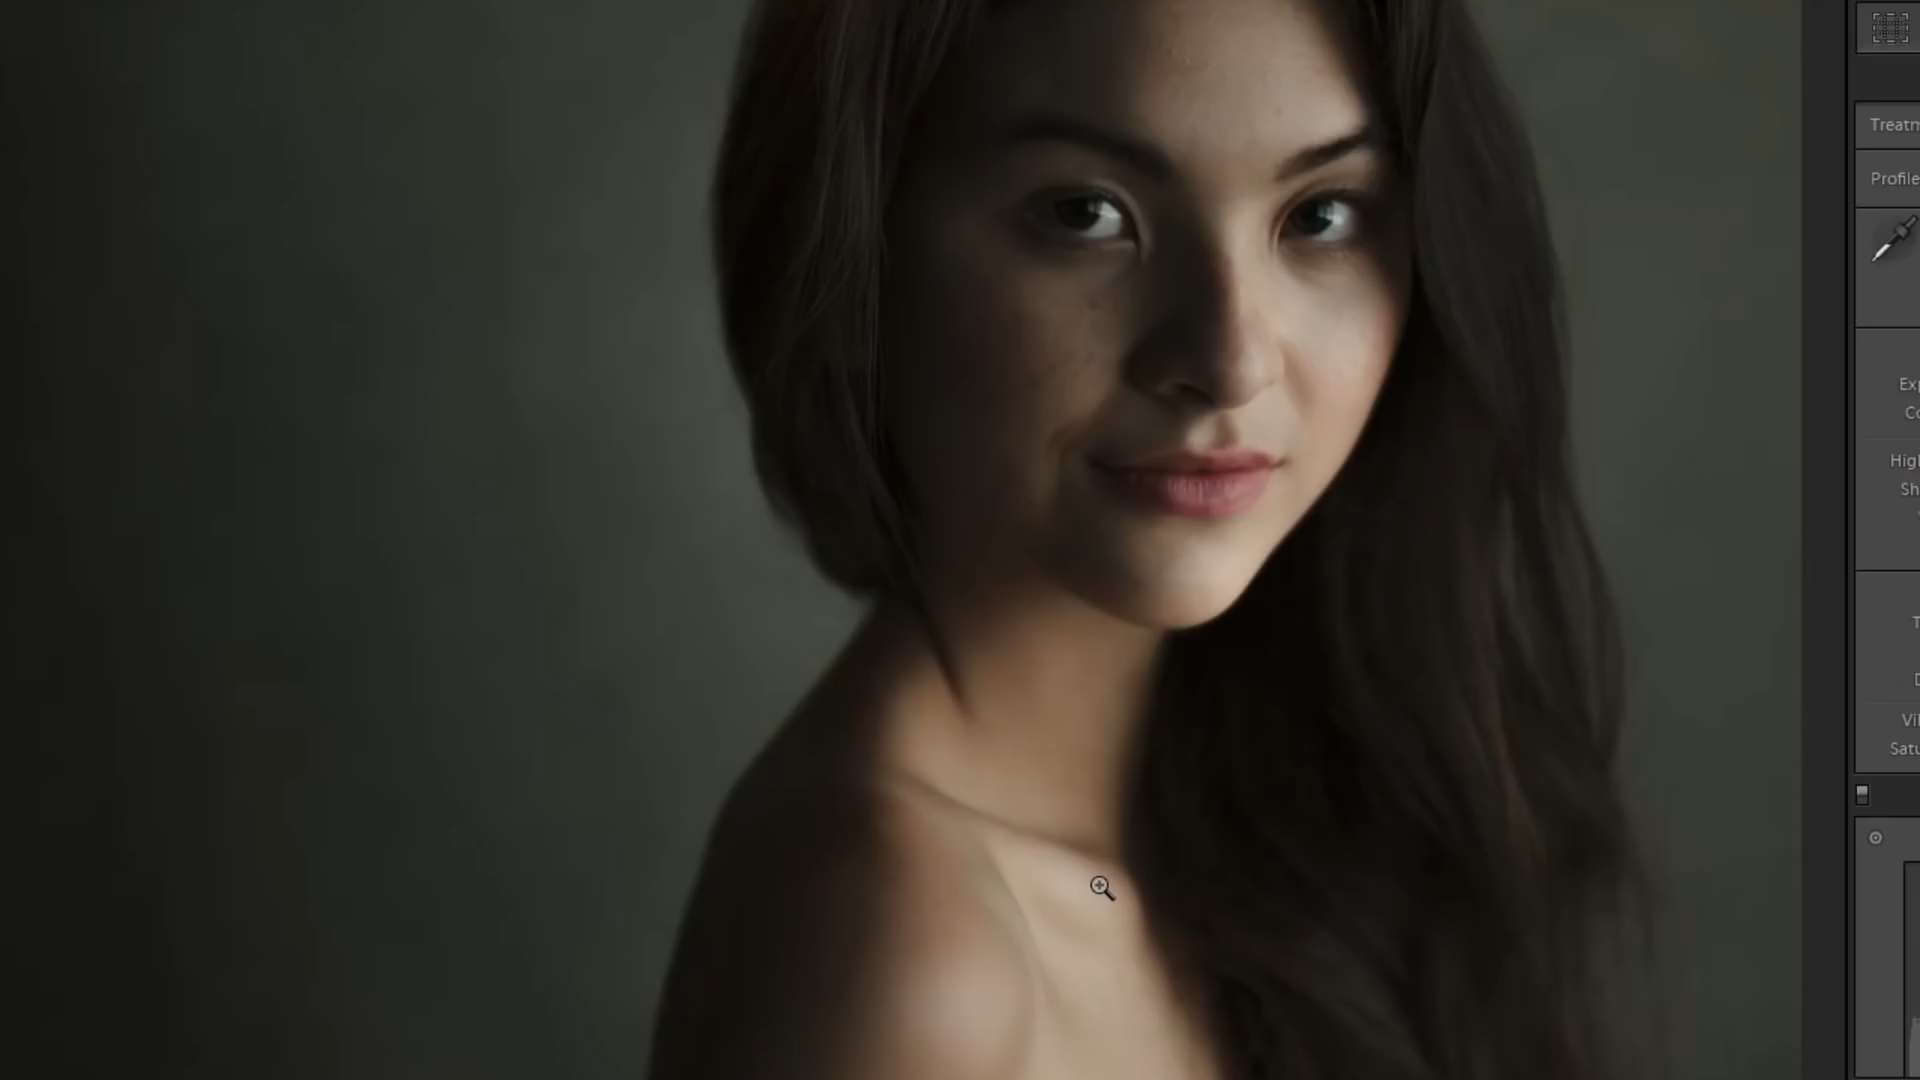 Treatm
Profile
Exp
Co
High
Sh
T
D
Vi
Satu